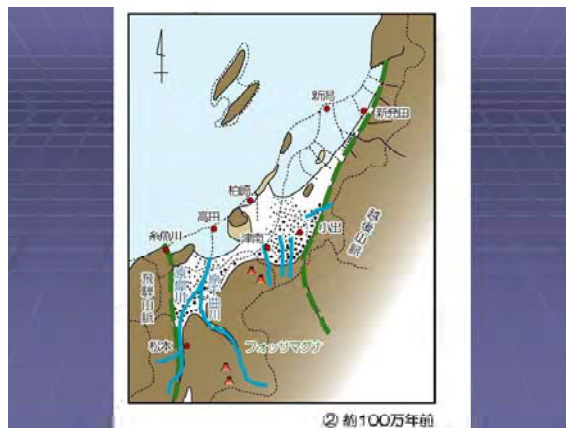 新潟
新発田
柏崎
高田
小出
越後山脈
糸魚川
津南
飛騨山脈
千曲川
松本
フォッサマグナ
② 約100万年前